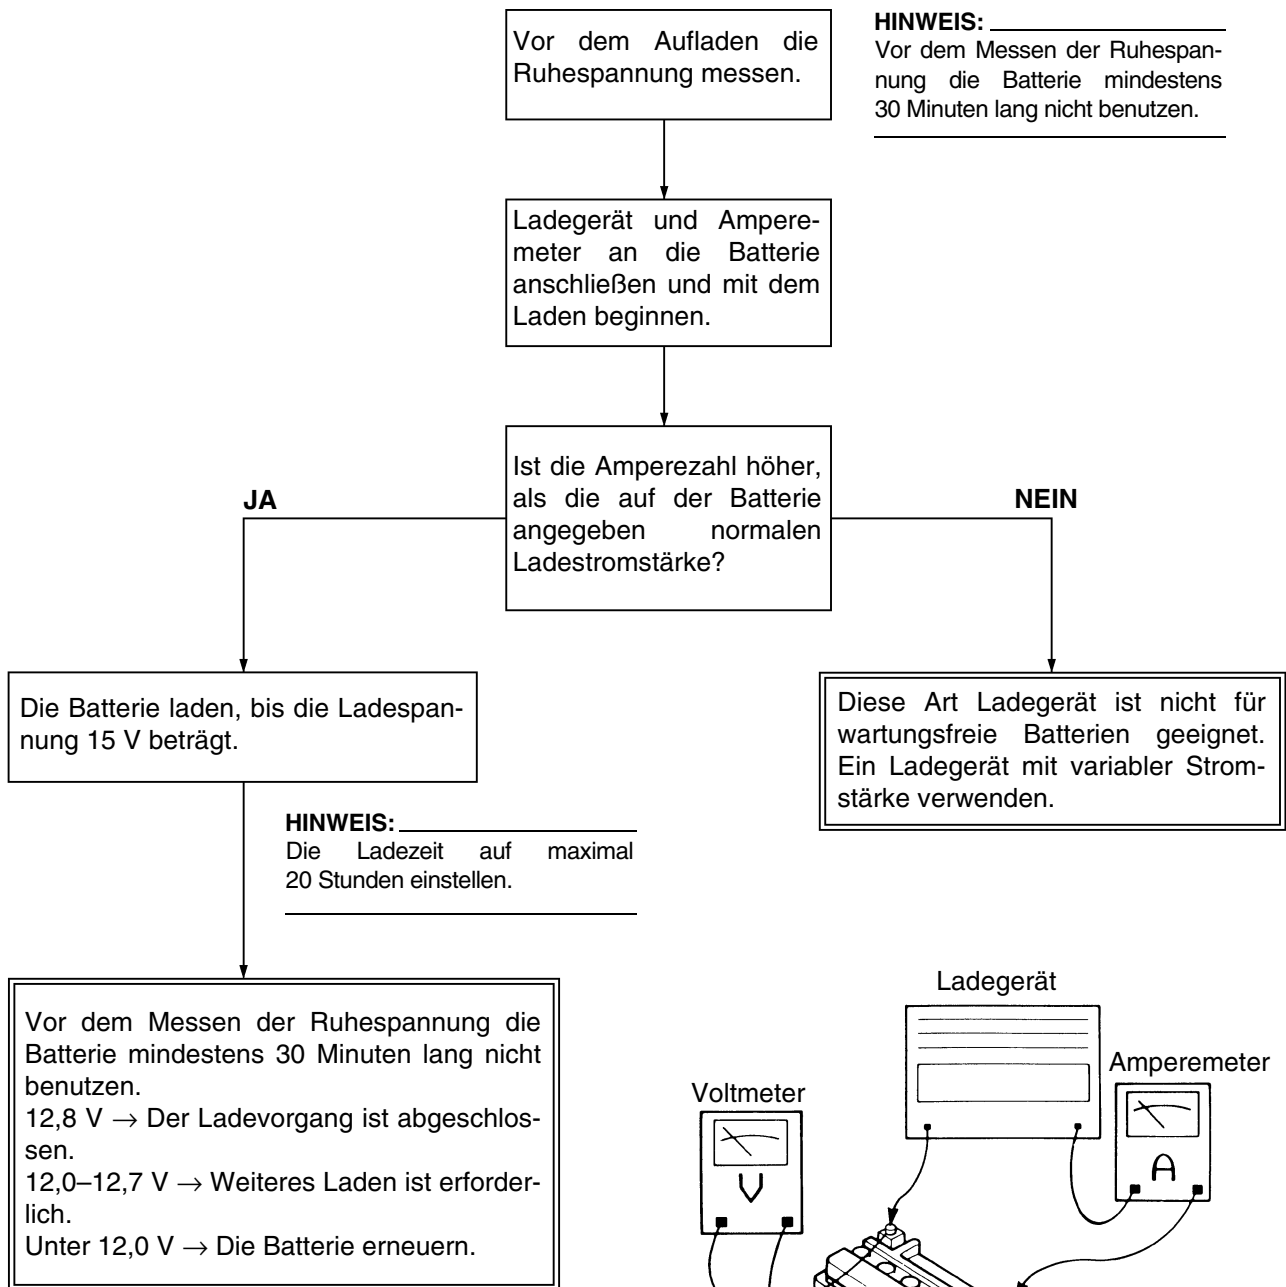 Vor dem Aufladen die
Ruhespannung messen.
HINWEIS:
Vor dem Messen der Ruhespan-
nung die Batterie mindestens
30 Minuten lang nicht benutzen.
Ladegerät und Ampere-
meter an die Batterie
anschließen und mit dem
Laden beginnen.
Ist die Amperezahl höher,
als die auf der Batterie
angegeben normalen
Ladestromstärke?
JA
NEIN
Die Batterie laden, bis die Ladespan-
nung 15 V beträgt.
Diese Art Ladegerät ist nicht für
wartungsfreie Batterien geeignet.
Ein Ladegerät mit variabler Strom-
stärke verwenden.
HINWEIS:
Die Ladezeit auf maximal
20 Stunden einstellen.
Vor dem Messen der Ruhespannung die
Batterie mindestens 30 Minuten lang nicht
benutzen.
12,8 V → Der Ladevorgang ist abgeschlos-
sen.
12,0–12,7 V → Weiteres Laden ist erforder-
lich.
Unter 12,0 V → Die Batterie erneuern.
Ladegerät
Amperemeter
Voltmeter
A
V